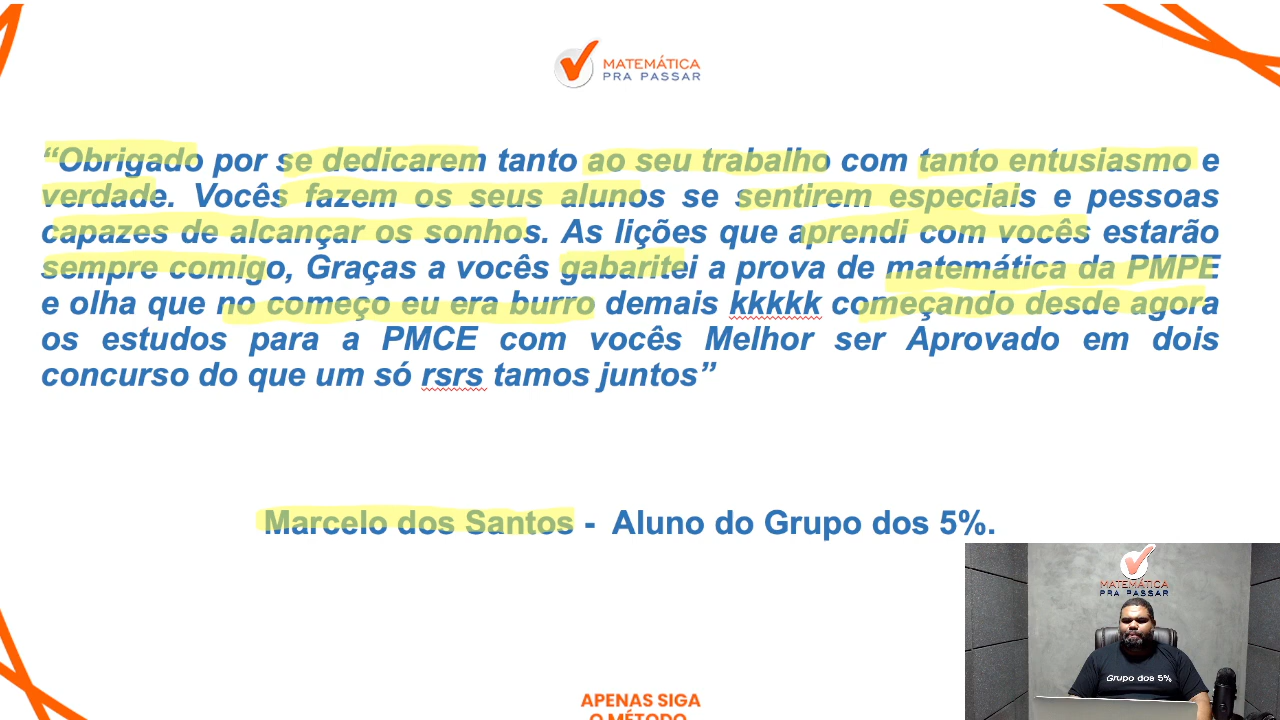 MATEMÁTICA
PRA PASSAR
“Obrigado por se dedicarem tanto ao seu trabalho com tanto entusiasmo e
verdade. Vocês fazem os seus alunos se sentirem especiais e pessoas
capazes de alcançar os sonhos. As lições que aprendi com vocês estarão
sempre comigo, Graças a vocês gabaritei a prova de matemática da PMPE
e olha que no começo eu era burro demais kkkkk começando desde agora
os estudos para a PMCE com vocês Melhor ser Aprovado em dois
concurso do que um só rsrs tamos juntos”
Marcelo dos Santos - Aluno do Grupo dos 5%.
MATEMÁTICA
PRA PASSAR
Grupo dos 5%
APENAS SIGA
O MÉTODO